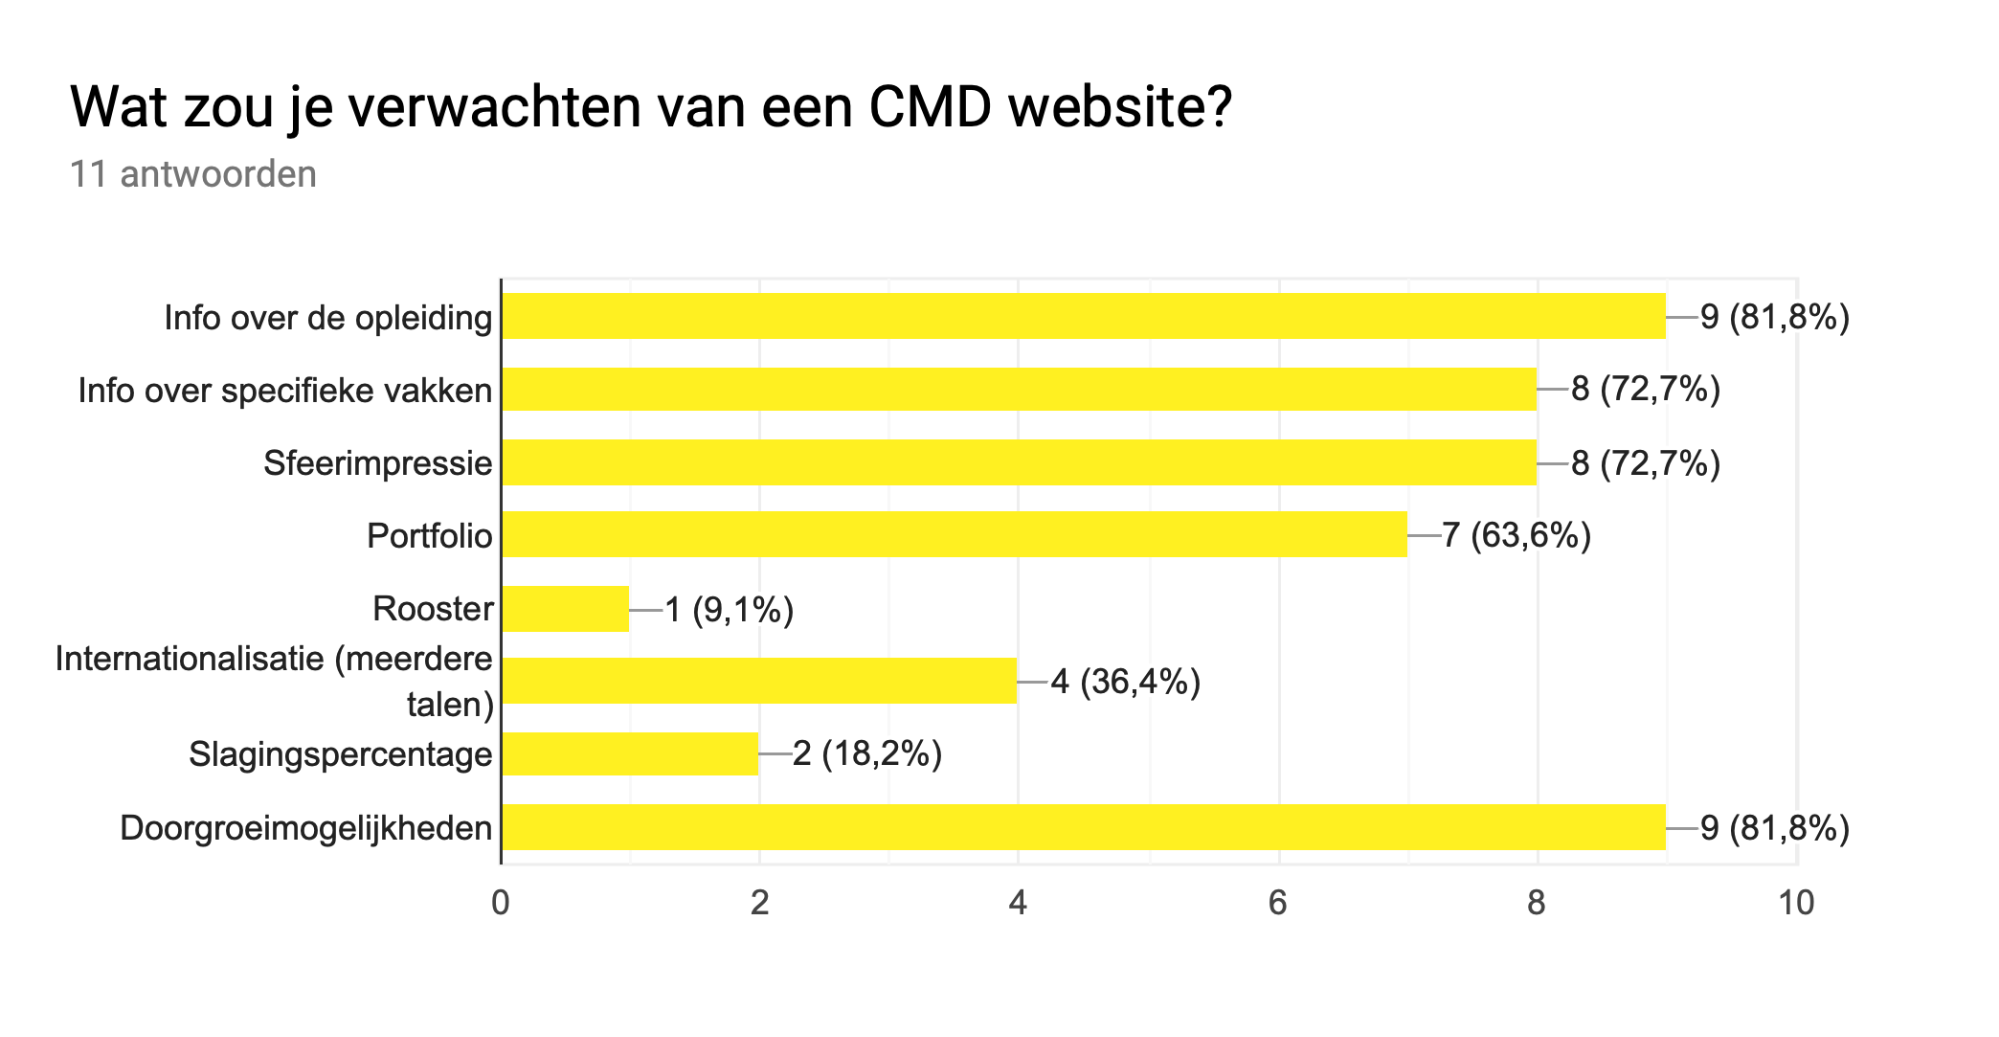 Wat zou je verwachten van een CMD website?
11 antwoorden
Info over de opleiding 9 (81,8%)
Info over specifieke vakken 8 (72,7%)
Sfeerimpressie 8 (72,7%)
Portfolio 7 (63,6%)
Rooster 1 (9,1%)
Internationalisatie (meerdere
talen) 4 (36,4%)
Slagingspercentage 2 (18,2%)
Doorgroeimogelijkheden 9 (81,8%)
0 2 4 6 8 10